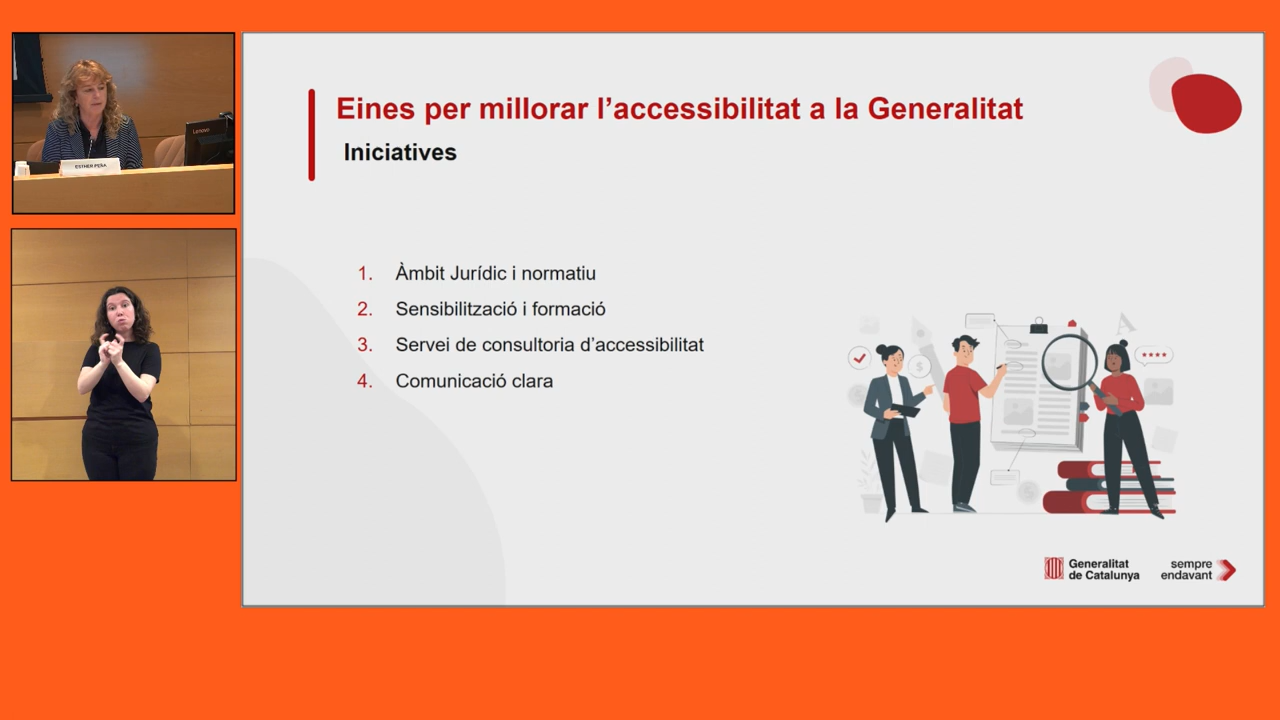 Lenovo
ESTHER PEÑA
Eines per millorar l’accessibilitat a la Generalitat
Iniciatives
1. Àmbit Jurídic i normatiu
2. Sensibilització i formació
3. Servei de consultoria d’accessibilitat
4. Comunicació clara
$
A
$
Generalitat
de Catalunya
sempre
endavant